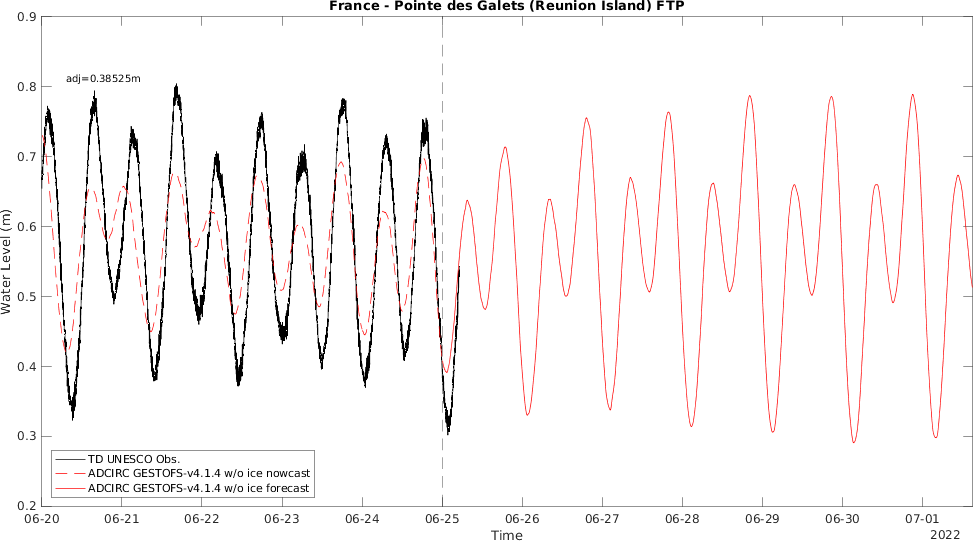 France - Pointe des Galets (Reunion Island) FTP
0.9
0.8
0.7
0.6
0.5
0.4
0.3
0.2
Water Level (m)
adj=0.38525m
TD UNESCO Obs.
ADCIRC GESTOFS-v4.1.4 w/o ice nowcast
ADCIRC GESTOFS-v4.1.4 w/o ice forecast
06-20 06-21 06-22 06-23 06-24 06-25 06-26 06-27 06-28 06-29 06-30 07-01
Time
2022